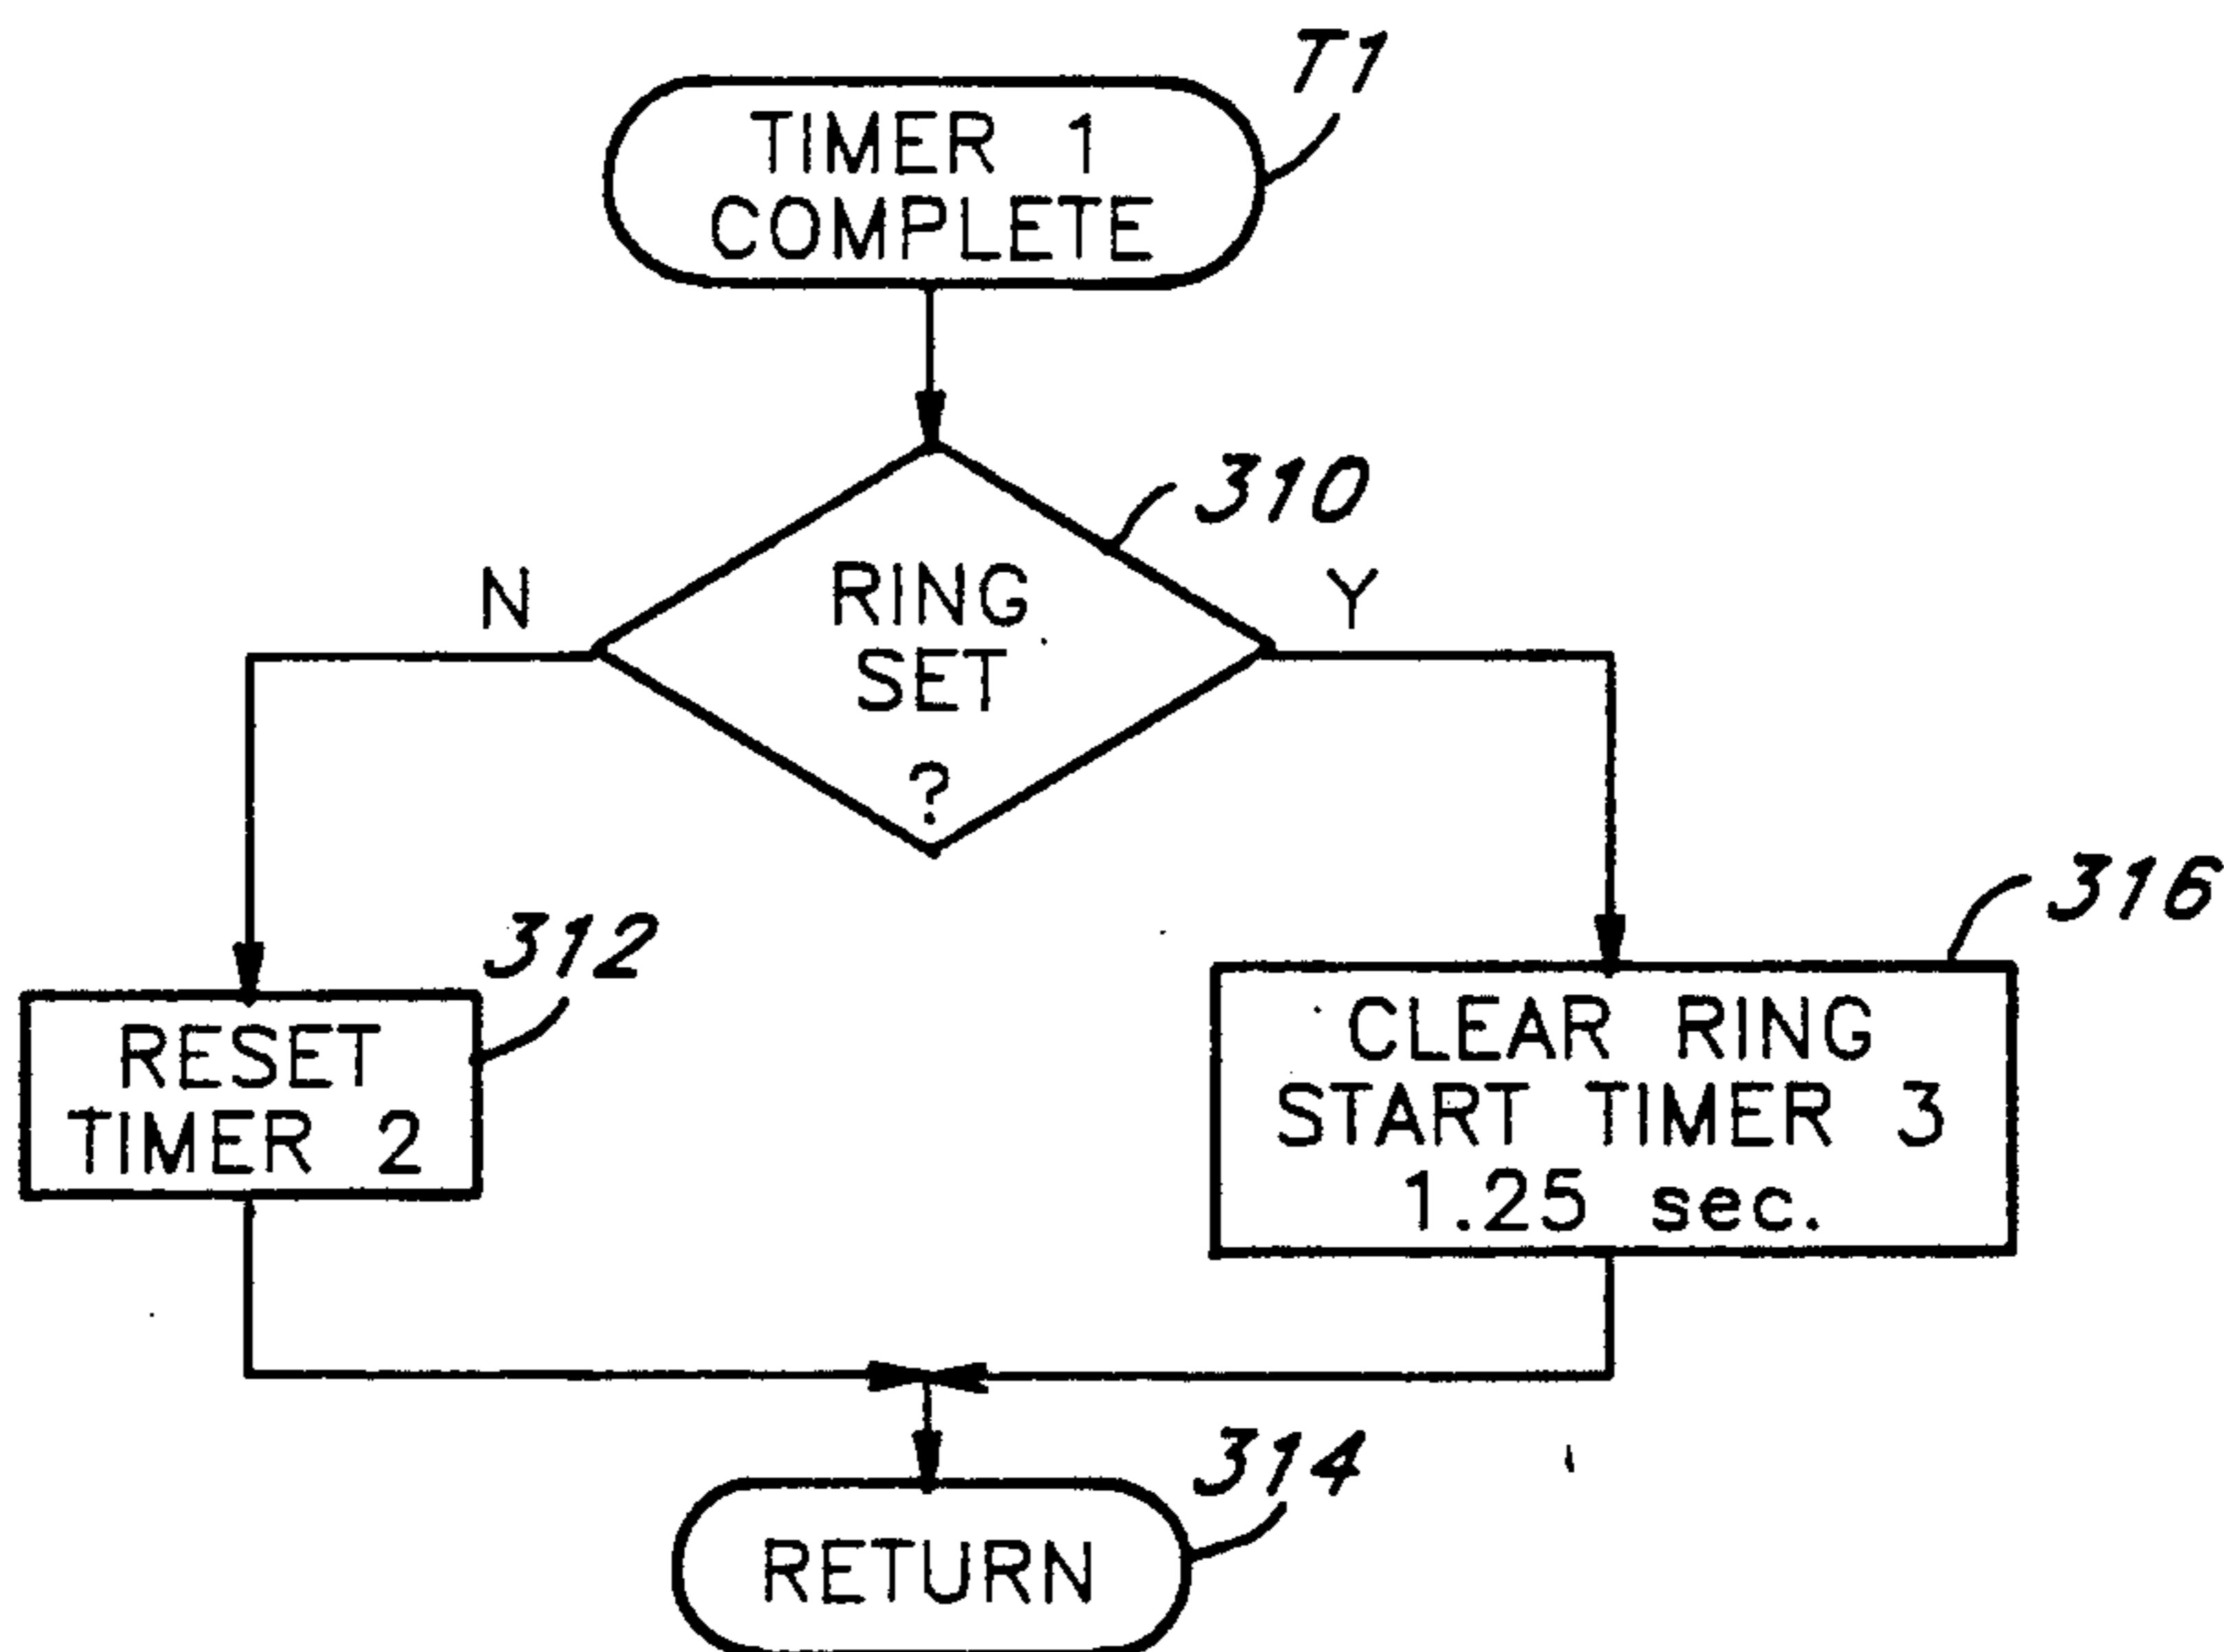 T1
TIMER 1
COMPLETE
310
N
RING
SET
?
Y
312
RESET
TIMER 2
316
CLEAR RING
START TIMER 3
1.25 sec.
314
RETURN